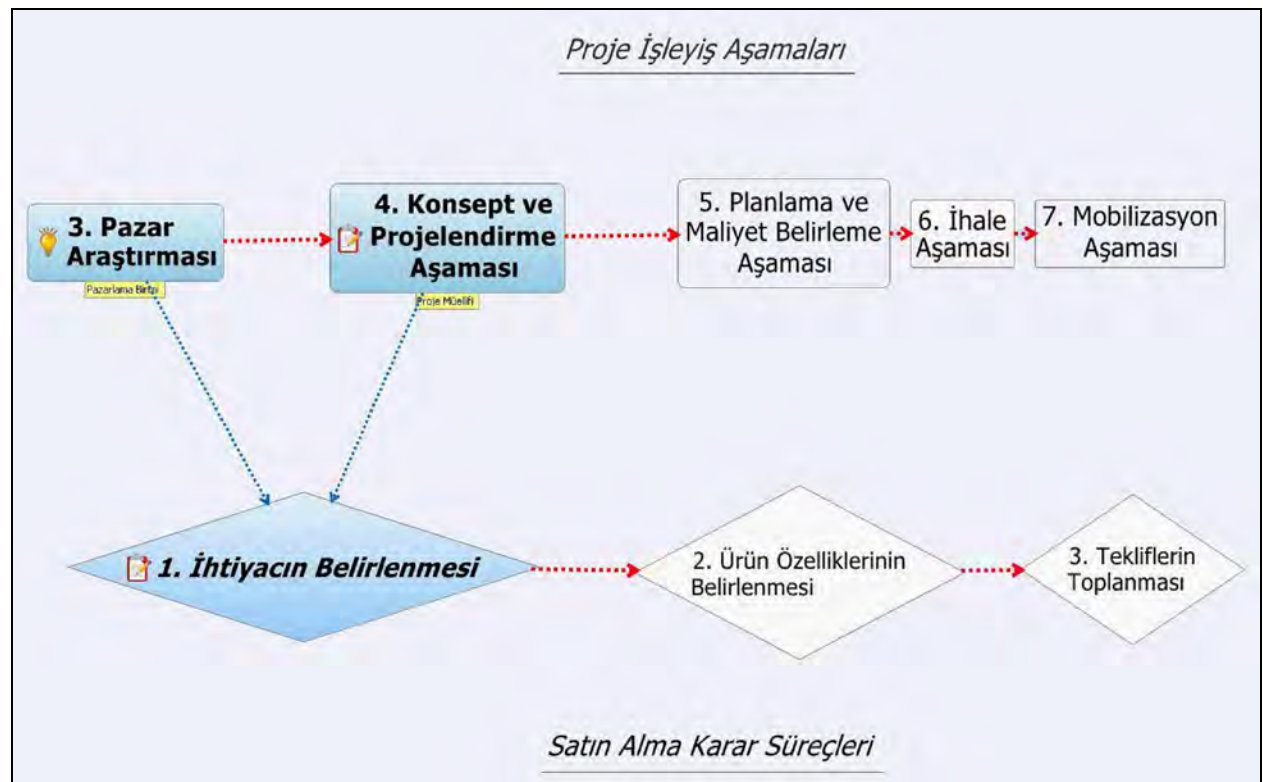 Proje İşleyiş Aşamaları
3. Pazar
Araştırması
Pazarlama Birimi
4. Konsept ve
Projelendirme
Aşaması
Proje Müellifi
5. Planlama ve
Maliyet Belirleme
Aşaması
6. İhale
Aşaması
7. Mobilizasyon
Aşaması
1. İhtiyacın Belirlenmesi
2. Ürün Özelliklerinin
Belirlenmesi
3. Tekliflerin
Toplanması
Satın Alma Karar Süreçleri